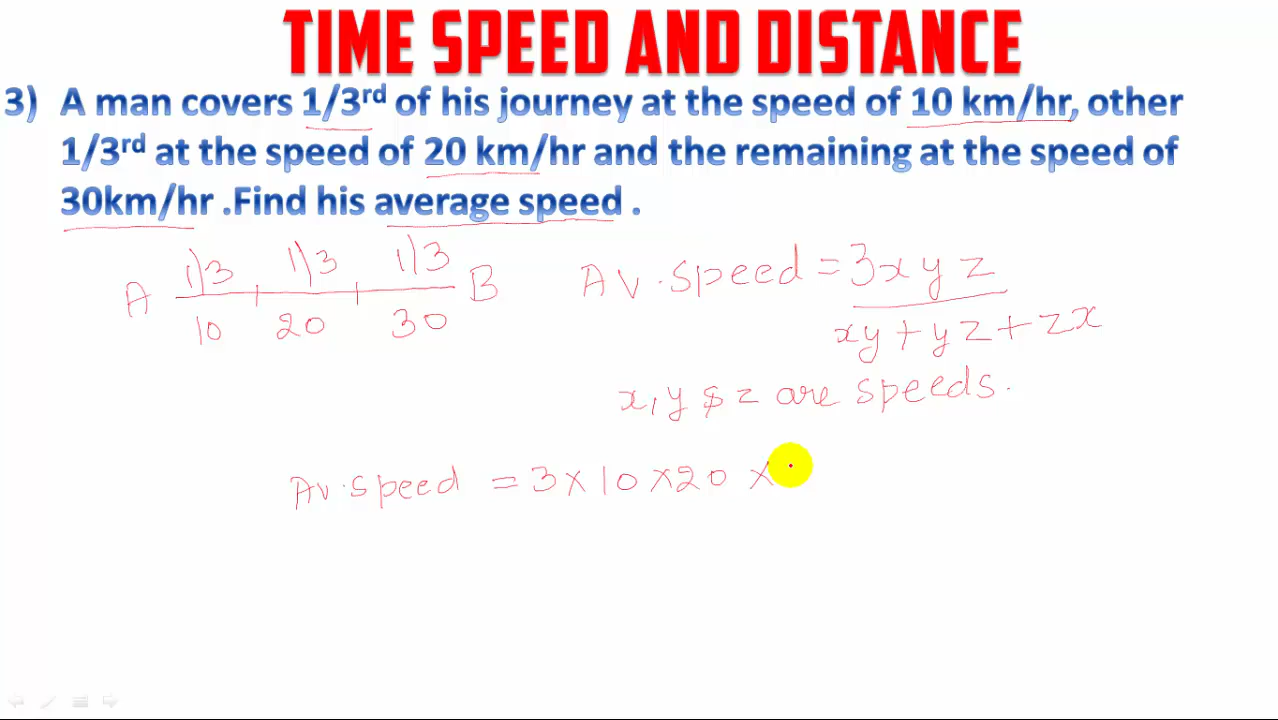 TIME SPEED AND DISTANCE
3) A man covers 1/3rd of his journey at the speed of 10 km/hr, other
1/3rd at the speed of 20 km/hr and the remaining at the speed of
30km/hr .Find his average speed .
1/3 1/3 1/3
A B
10 20 30
Av.speed = 3xyz
xy+yz+zx
x,y $ z are speeds.
Av.speed = 3×10×20×